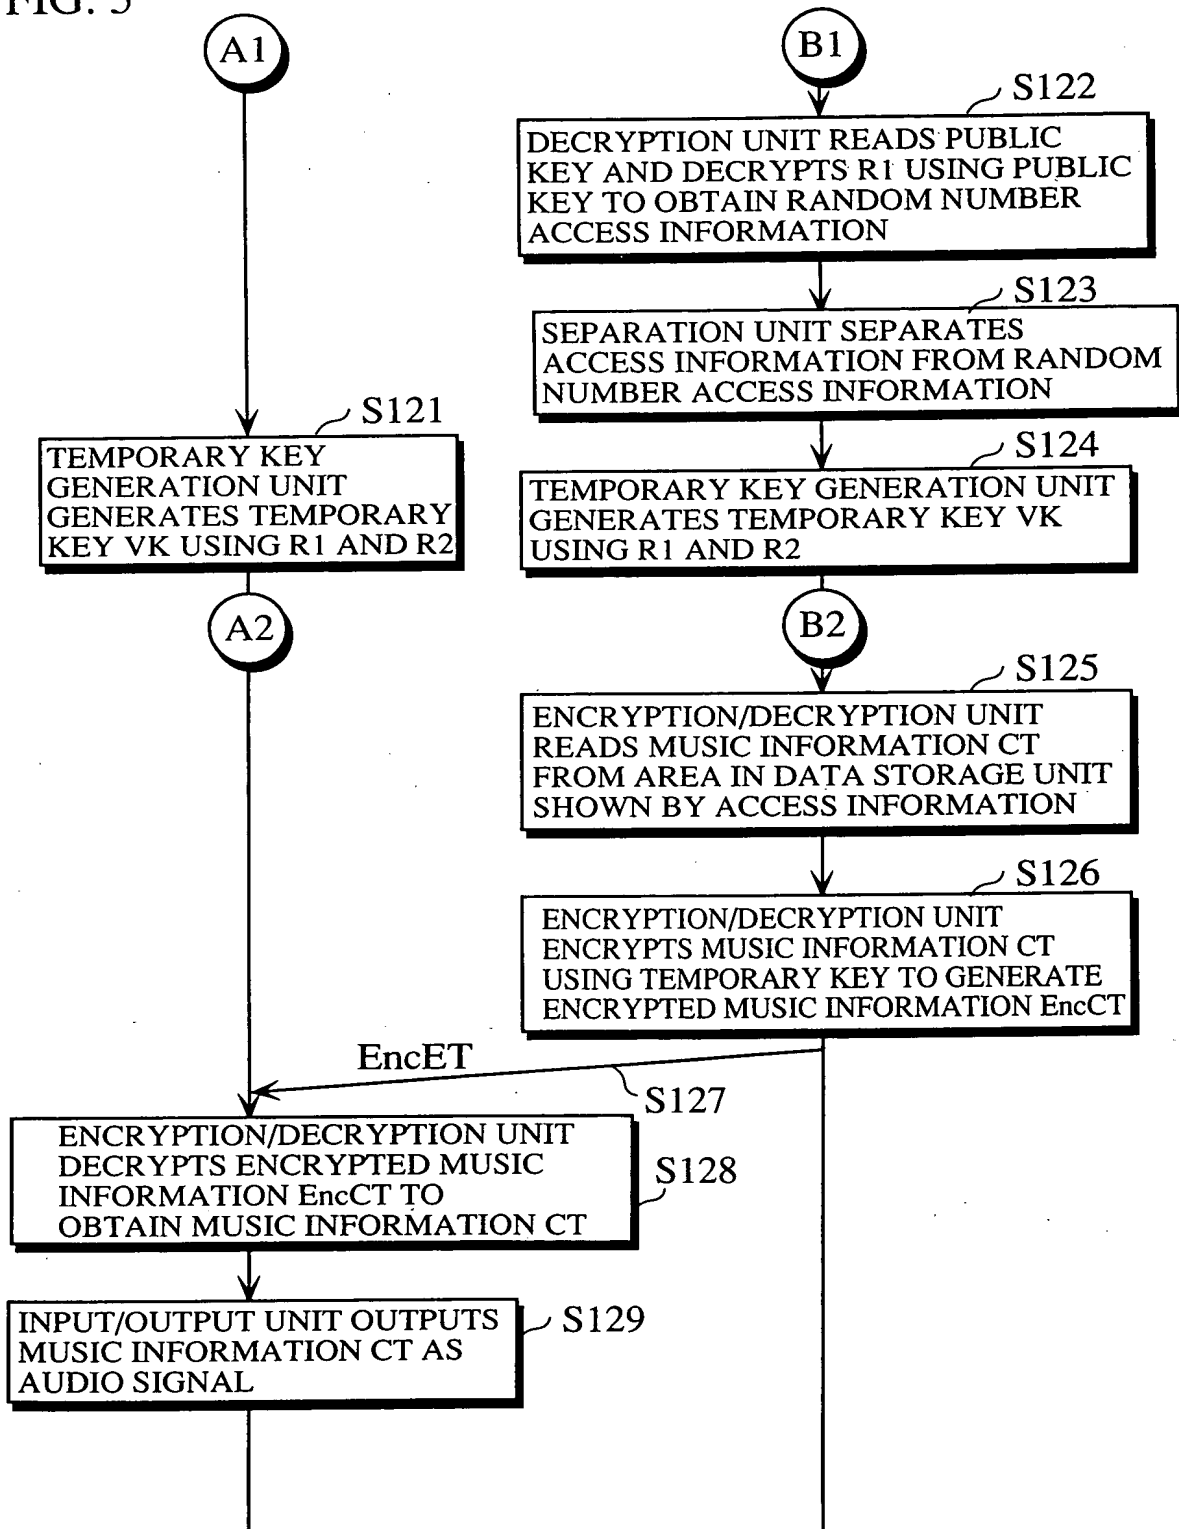 FIG. 5
A1
B1
S122
DECRYPTION UNIT READS PUBLIC
KEY AND DECRYPTS R1 USING PUBLIC
KEY TO OBTAIN RANDOM NUMBER
ACCESS INFORMATION
S123
SEPARATION UNIT SEPARATES
ACCESS INFORMATION FROM RANDOM
NUMBER ACCESS INFORMATION
S121
TEMPORARY KEY
GENERATION UNIT
GENERATES TEMPORARY
KEY VK USING R1 AND R2
S124
TEMPORARY KEY GENERATION UNIT
GENERATES TEMPORARY KEY VK
USING R1 AND R2
A2
B2
S125
ENCRYPTION/DECRYPTION UNIT
READS MUSIC INFORMATION CT
FROM AREA IN DATA STORAGE UNIT
SHOWN BY ACCESS INFORMATION
S126
ENCRYPTION/DECRYPTION UNIT
ENCRYPTS MUSIC INFORMATION CT
USING TEMPORARY KEY TO GENERATE
ENCRYPTED MUSIC INFORMATION EncCT
EncET
S127
ENCRYPTION/DECRYPTION UNIT
DECRYPTS ENCRYPTED MUSIC
INFORMATION EncCT TO
OBTAIN MUSIC INFORMATION CT
S128
INPUT/OUTPUT UNIT OUTPUTS
MUSIC INFORMATION CT AS
AUDIO SIGNAL
S129